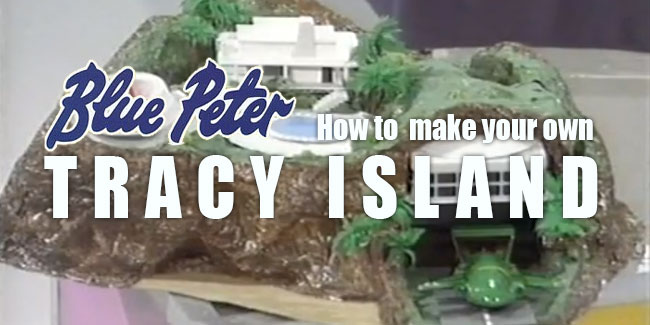 Blue Peter
How to make your own
TRACY ISLAND